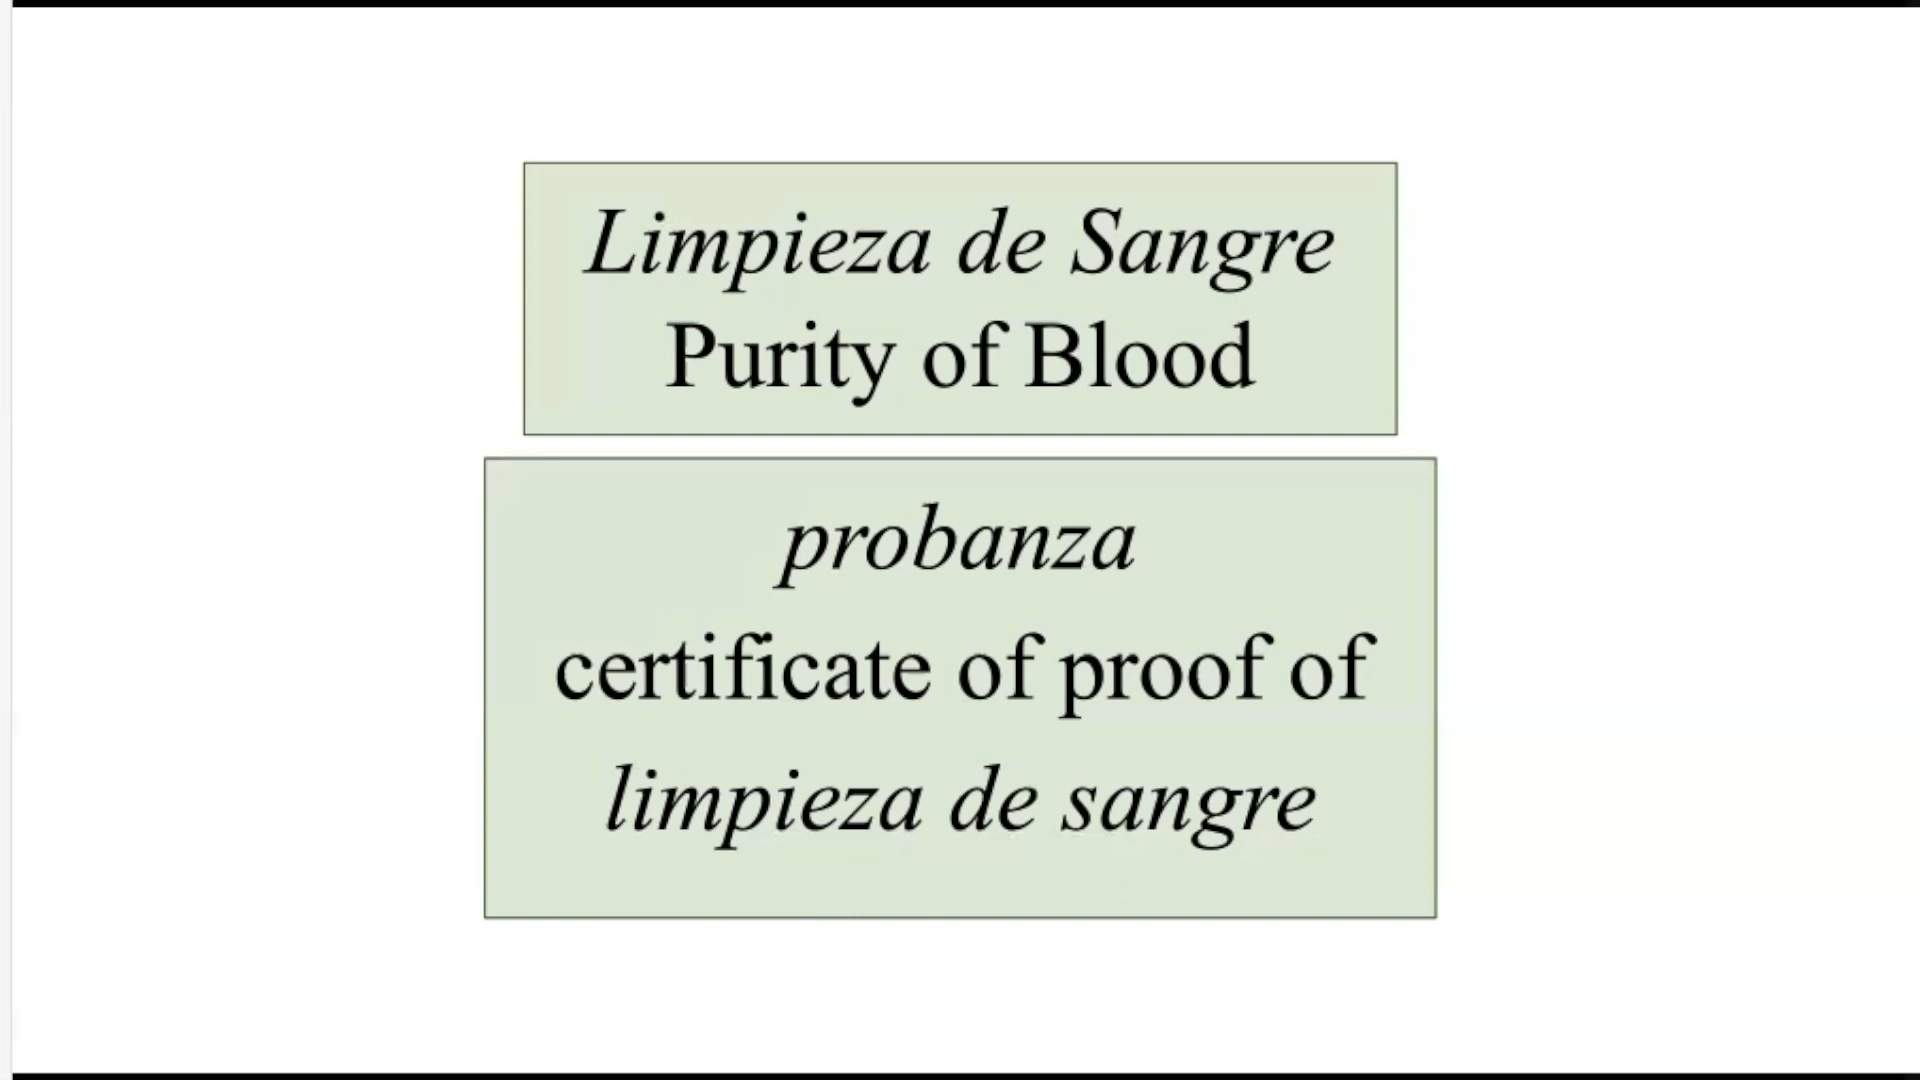 Limpieza de Sangre
Purity of Blood
probanza
certificate of proof of
limpieza de sangre